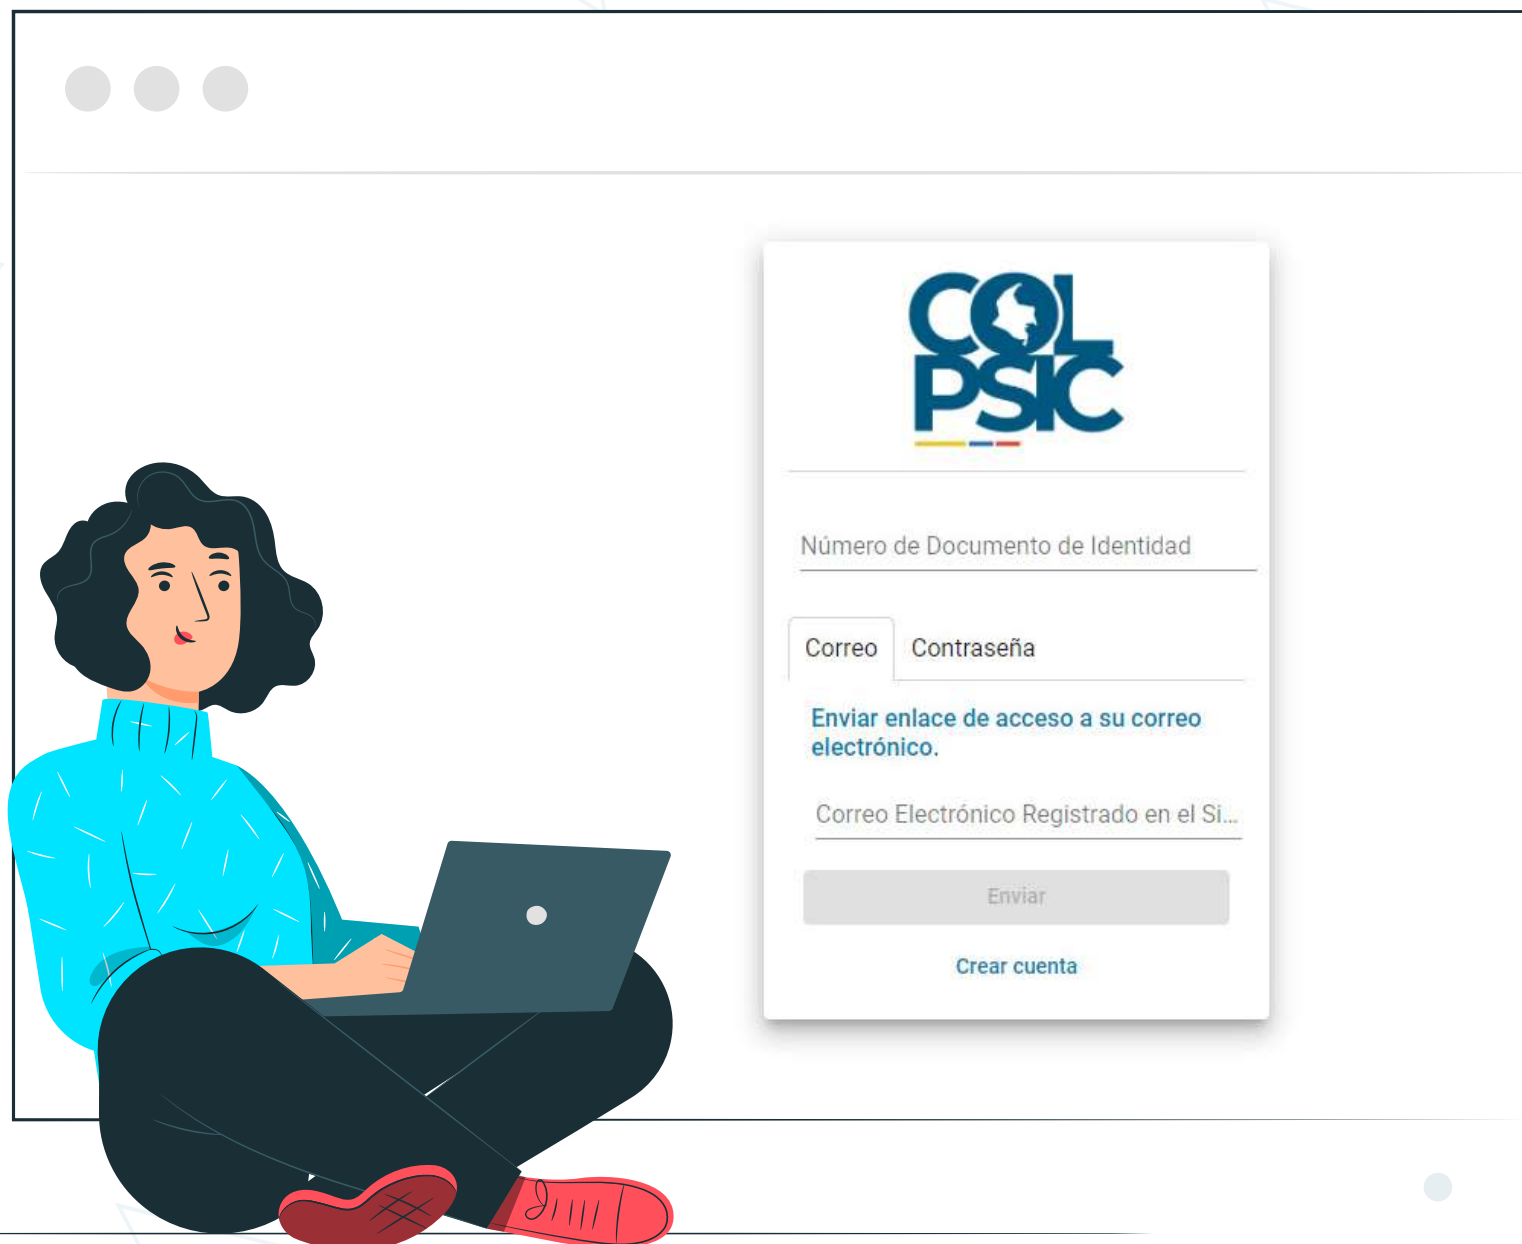 COL
PSIC
Número de Documento de Identidad
Correo Contraseña
Enviar enlace de acceso a su correo
electrónico.
Correo Electrónico Registrado en el Si...
Enviar
Crear cuenta